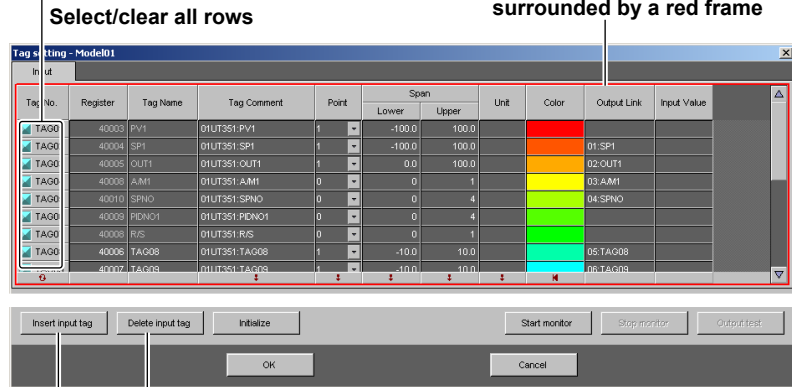 surrounded by a red frame
Select/clear all rows
Tag setting - Model01
Input
Tag No. Register Tag Name Tag Comment Point Span Lower Upper Unit Color Output Link Input Value
TAG0 40003 PV1 01UT351:PV1 1 -100.0 100.0
TAG0 40004 SP1 01UT351:SP1 1 -100.0 100.0 01:SP1
TAG0 40005 OUT1 01UT351:OUT1 1 0.0 100.0 02:OUT1
TAG0 40008 A/M1 01UT351:A/M1 0 0 1 03:A/M1
TAG0 40010 SPNO 01UT351:SPNO 0 0 4 04:SPNO
TAG0 40009 PIDNO1 01UT351:PIDNO1 0 0 4
TAG0 40008 R/S 01UT351:R/S 0 0 1
TAG0 40006 TAG08 01UT351:TAG08 1 -10.0 10.0 05:TAG08
40007 TAG09 01UT351:TAG09 1 -10.0 10.0 06:TAG09
Insert input tag Delete input tag Initialize Start monitor Stop monitor Output test
OK Cancel